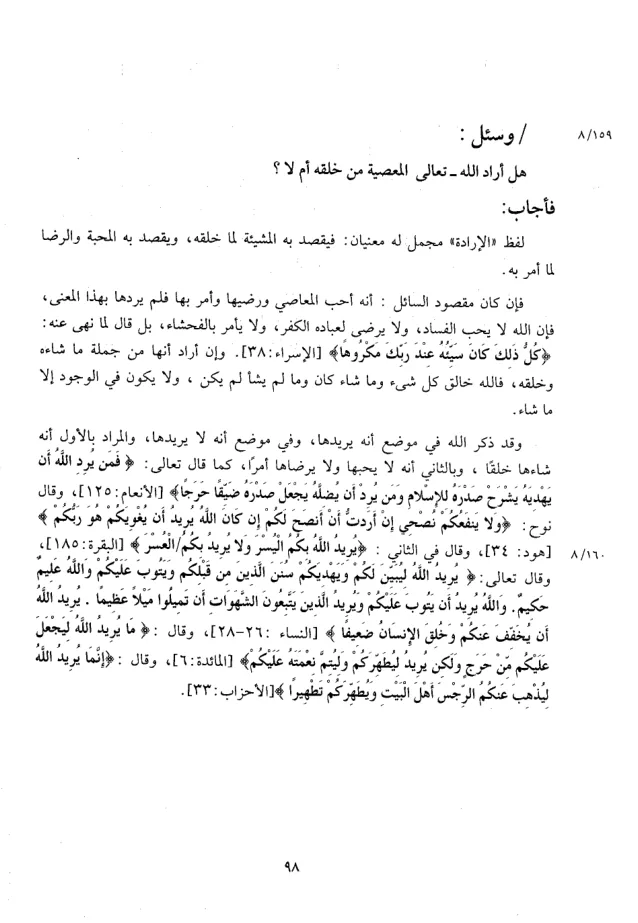 ٨/١٥٩
/ وسئل :
هل أراد الله ـ تعالى المعصية من خلقه أم لا ؟
فأجاب:
لفظ «الإرادة» مجمل له معنيان: فيقصد به المشيئة لما خلقه، ويقصد به المحبة والرضا
لما أمر به.
فإن كان مقصود السائل : أنه أحب المعاصي ورضيها وأمر بها فلم يردها بهذا المعنى،
فإن الله لا يحب الفساد، ولا يرضى لعباده الكفر، ولا يأمر بالفحشاء، بل قال لما نهى عنه:
﴿كُلُّ ذَلِكَ كَانَ سَيِّئُهُ عِنْدَ رَبِّكَ مَكْرُوهًا﴾ [الإسراء:٣٨]. وإن أراد أنها من جملة ما شاءه
وخلقه، فالله خالق كل شىء وما شاء كان وما لم يشأ لم يكن ، ولا يكون في الوجود إلا
ما شاء.
وقد ذكر الله في موضع أنه يريدها، وفي موضع أنه لا يريدها، والمراد بالأول أنه
شاءها خلقًا ، وبالثاني أنه لا يحبها ولا يرضاها أمرًا، كما قال تعالى: ﴿ فَمَن يُرِدِ اللَّهُ أَن
يَهْدِيَهُ يَشْرَحْ صَدْرَهُ لِلإِسْلامِ وَمَن يُرِدْ أَن يُضِلَّهُ يَجْعَلْ صَدْرَهُ ضَيِّقًا حَرَجًا﴾ [الأنعام:١٢٥]، وقال
نوح: ﴿وَلا يَنفَعُكُمْ نُصْحِي إِنْ أَرَدتُّ أَنْ أَنصَحَ لَكُمْ إِن كَانَ اللَّهُ يُرِيدُ أَن يُغْوِيَكُمْ هُوَ رَبُّكُمْ ﴾
[هود: ٣٤]، وقال في الثاني : ﴿يُرِيدُ اللَّهُ بِكُمُ الْيُسْرَ وَلا يُرِيدُ بِكُمُ/الْعُسْرَ ﴾ [البقرة:١٨٥]، ٨/١٦٠
وقال تعالى: ﴿ يُرِيدُ اللَّهُ لِيُبَيِّنَ لَكُمْ وَيَهْدِيَكُمْ سُنَنَ الَّذِينَ مِن قَبْلِكُمْ وَيَتُوبَ عَلَيْكُمْ وَاللَّهُ عَلِيمٌ
حَكِيمٌ. وَاللَّهُ يُرِيدُ أَن يَتُوبَ عَلَيْكُمْ وَيُرِيدُ الَّذِينَ يَتَّبِعُونَ الشَّهَوَاتِ أَن تَمِيلُوا مَيْلاً عَظِيمًا . يُرِيدُ اللَّهُ
أَن يُخَفِّفَ عَنكُمْ وَخُلِقَ الإِنسَانُ ضَعِيفًا ﴾ [النساء :٢٦-٢٨]، وقال : ﴿ مَا يُرِيدُ اللَّهُ لِيَجْعَلَ
عَلَيْكُم مِّنْ حَرَجٍ وَلَكِن يُرِيدُ لِيُطَهِّرَكُمْ وَلِيُتِمَّ نِعْمَتَهُ عَلَيْكُمْ﴾ [المائدة:٦]، وقال :﴿إِنَّمَا يُرِيدُ اللَّهُ
لِيُذْهِبَ عَنكُمُ الرِّجْسَ أَهْلَ الْبَيْتِ وَيُطَهِّرَكُمْ تَطْهِيرًا ﴾[الأحزاب:٣٣].
٩٨